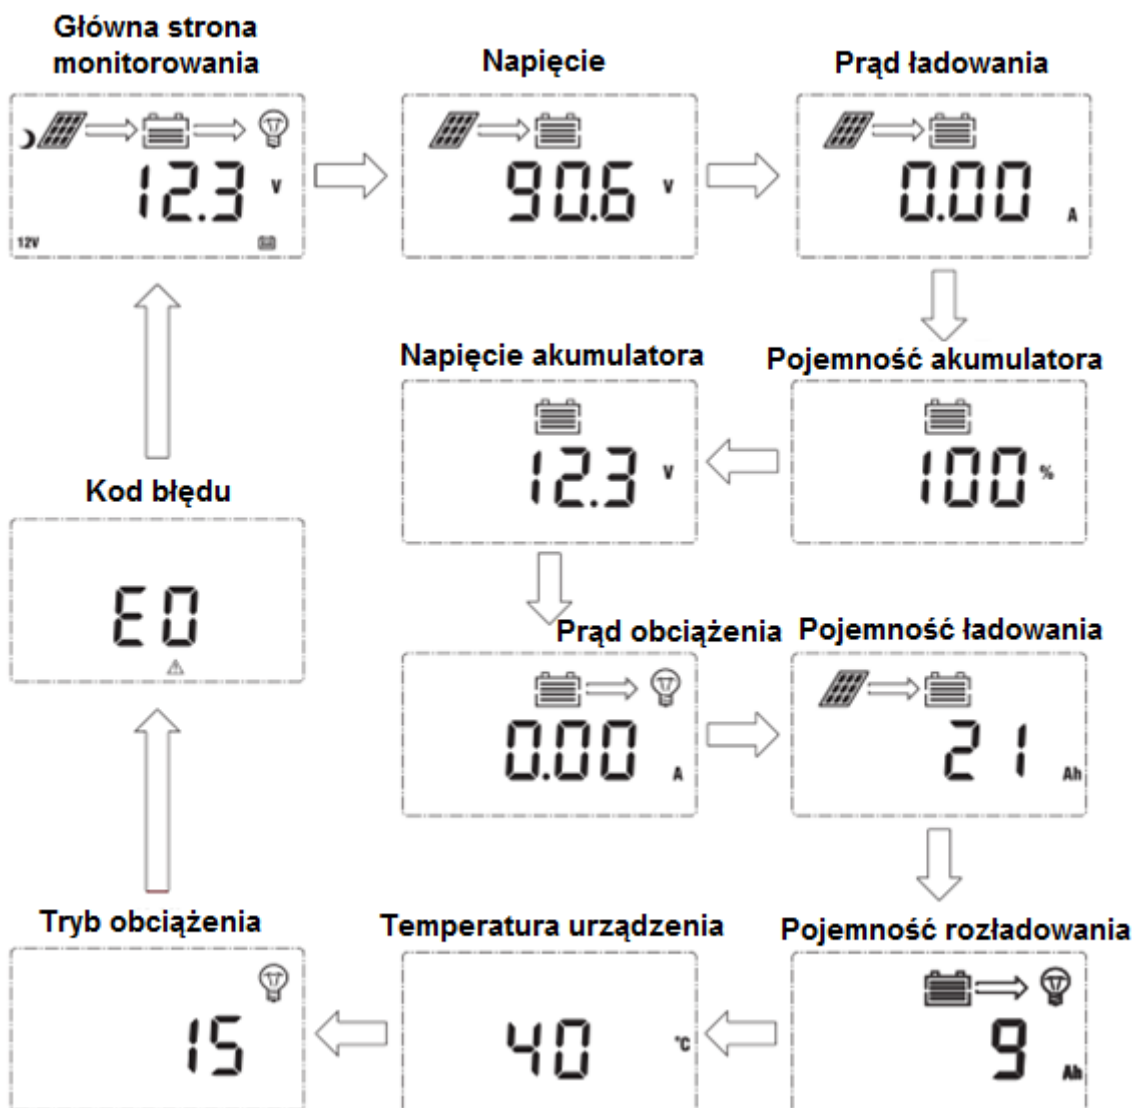 Główna strona
monitorowania
12.3 V
12V
Napięcie
90.6 V
Prąd ładowania
0.00 A
Pojemność akumulatora
100 %
Napięcie akumulatora
12.3 V
Prąd obciążenia
0.00 A
Pojemność ładowania
21 Ah
Pojemność rozładowania
9 Ah
Temperatura urządzenia
40 °C
Tryb obciążenia
15
Kod błędu
E0